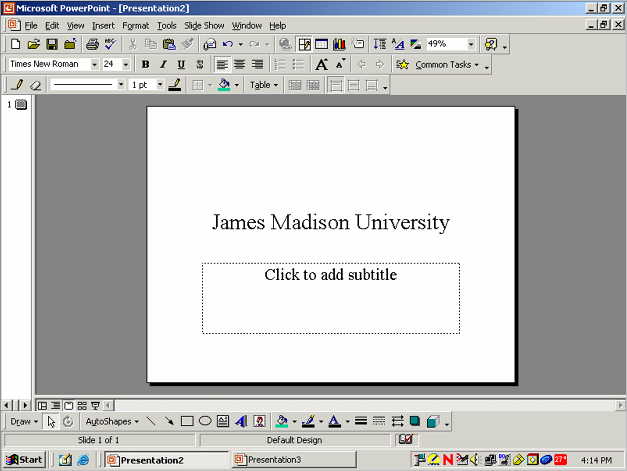 Microsoft PowerPoint - [Presentation2]
File Edit View Insert Format Tools Slide Show Window Help
49%
Times New Roman 24 B I U S Common Tasks
1 pt Table
1
James Madison University
Click to add subtitle
Draw AutoShapes
Slide 1 of 1 Default Design
Start Presentation2 Presentation3 4:14 PM